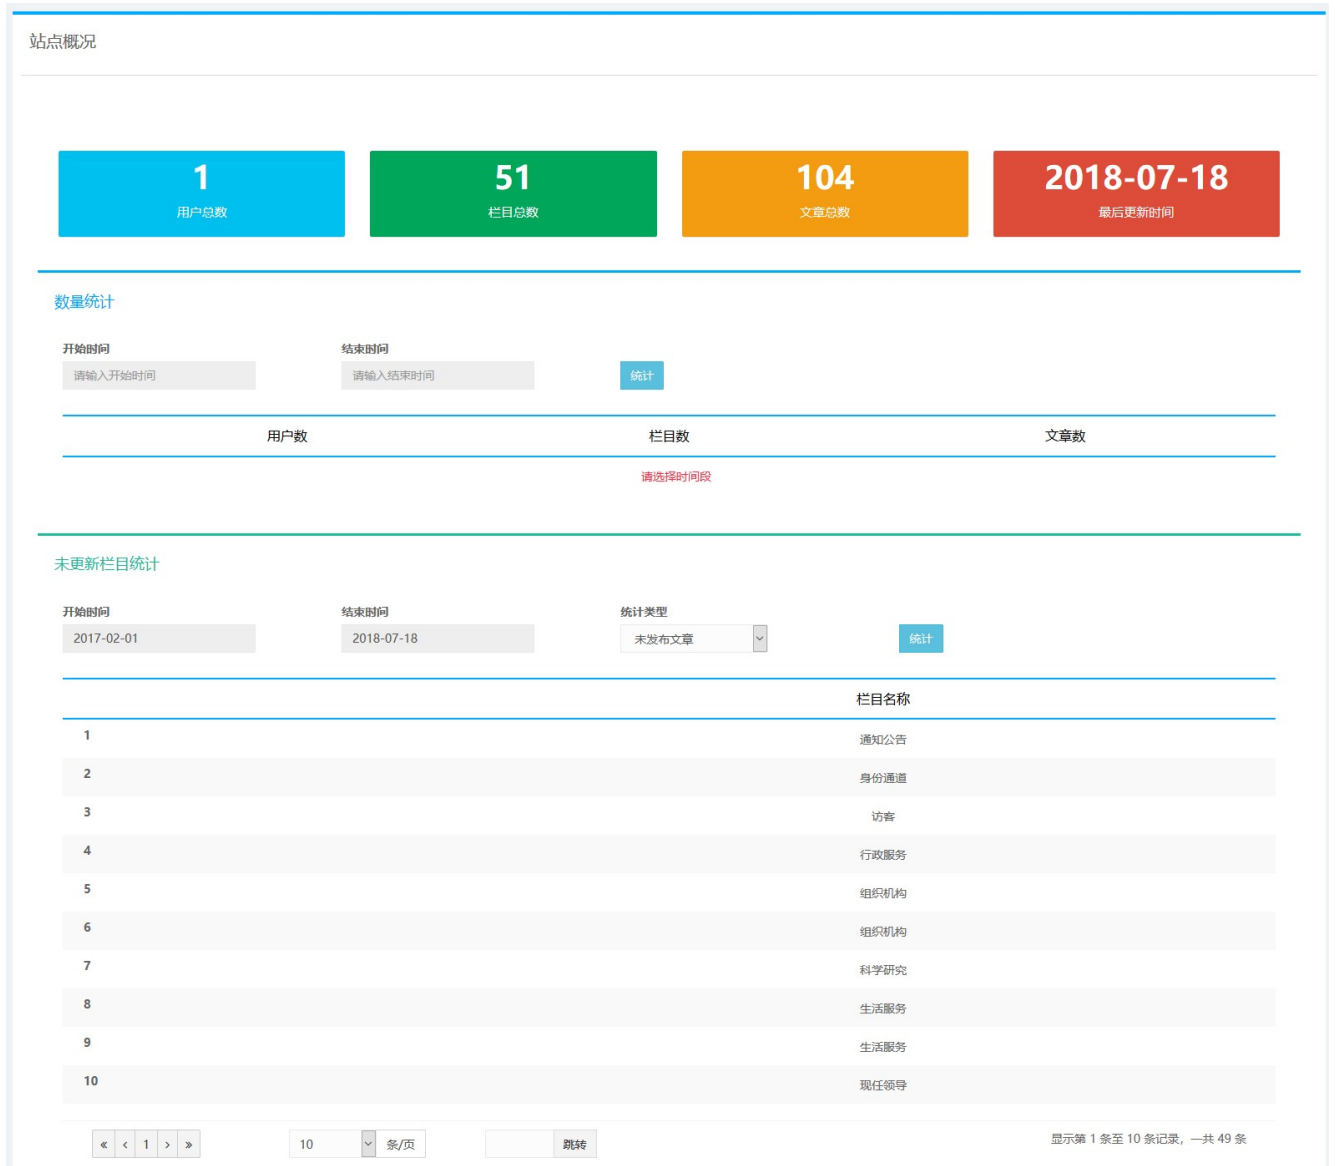 站点概况
1
用户总数
51
栏目总数
104
文章总数
2018-07-18
最后更新时间
数量统计
开始时间 结束时间
请输入开始时间 请输入结束时间 统计
用户数 栏目数 文章数
请选择时间段
未更新栏目统计
开始时间 结束时间 统计类型
2017-02-01 2018-07-18 未发布文章 统计
栏目名称
1 通知公告
2 身份通道
3 访客
4 行政服务
5 组织机构
6 组织机构
7 科学研究
8 生活服务
9 生活服务
10 现任领导
« ‹ 1 › » 10 条/页 跳转 显示第 1 条至 10 条记录，一共 49 条